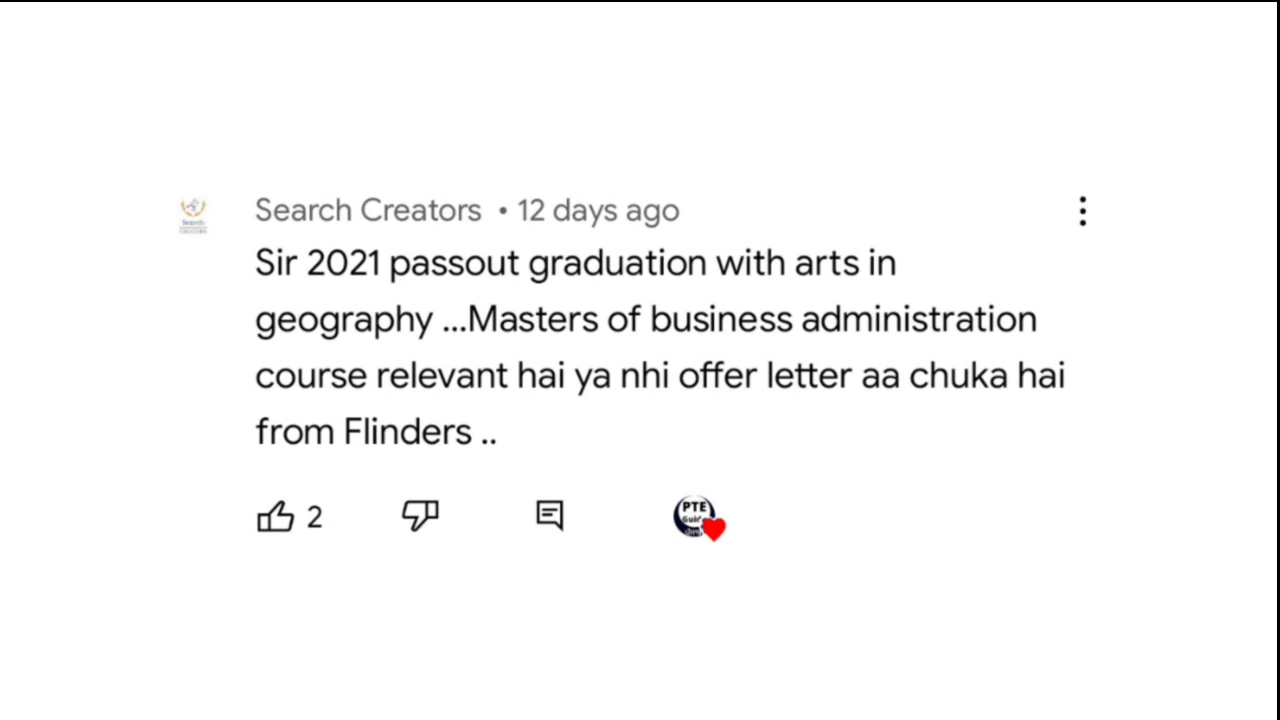 Search Creators • 12 days ago
Sir 2021 passout graduation with arts in
geography ...Masters of business administration
course relevant hai ya nhi offer letter aa chuka hai
from Flinders ..
2
PTE